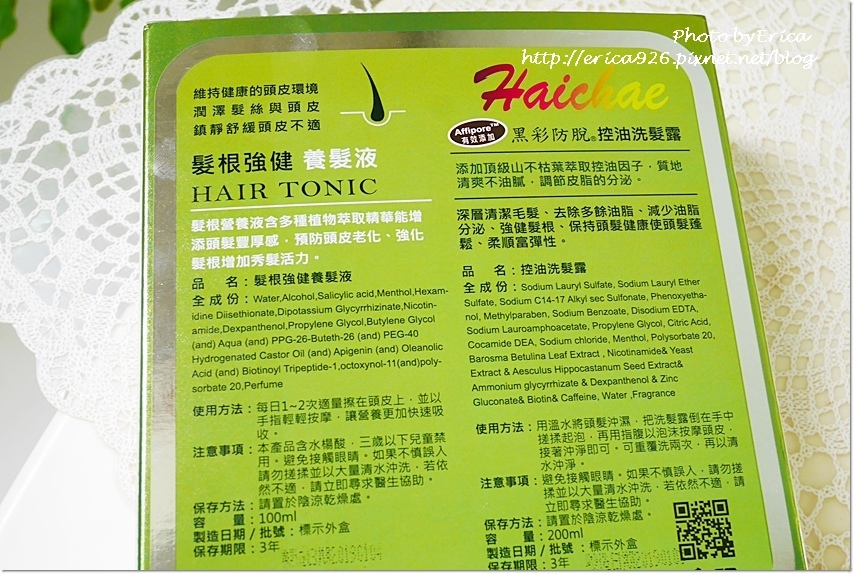 Photo by Erica
http://erica926.pixnet.net/blog
維持健康的頭皮環境
潤澤髮絲與頭皮
鎮靜舒緩頭皮不適
髮根強健 養髮液
HAIR TONIC
髮根營養液含多種植物萃取精華能增
添頭髮豐厚感，預防頭皮老化、強化
髮根增加秀髮活力。
品　　名：髮根強健養髮液
全 成 份：Water,Alcohol,Salicylic acid,Menthol,Hexam-
idine Diisethionate,Dipotassium Glycyrrhizinate,Nicotin-
amide,Dexpanthenol,Propylene Glycol,Butylene Glycol
(and) Aqua (and) PPG-26-Buteth-26 (and) PEG-40
Hydrogenated Castor Oil (and) Apigenin (and) Oleanolic
Acid (and) Biotinoyl Tripeptide-1,octoxynol-11(and)poly-
sorbate 20,Perfume
使用方法：每日1~2次適量擦在頭皮上，並以
手指輕輕按摩，讓營養更加快速吸
收。
注意事項：本產品含水楊酸，三歲以下兒童禁
用。避免接觸眼睛。如果不慎誤入，
請勿搓揉並以大量清水沖洗，若依
然不適，請立即尋求醫生協助。
保存方法：請置於陰涼乾燥處。
容　　量：100ml
製造日期/批號：標示外盒
保存期限：3年
Haichae
Affipore™
有效添加
黑彩防脫®控油洗髮露
添加頂級山不枯葉萃取控油因子，質地
清爽不油膩，調節皮脂的分泌。
深層清潔毛髮、去除多餘油脂、減少油脂
分泌、強健髮根、保持頭髮健康使頭髮蓬
鬆、柔順富彈性。
品　　名：控油洗髮露
全 成 份：Sodium Lauryl Sulfate, Sodium Lauryl Ether
Sulfate, Sodium C14-17 Alkyl sec Sulfonate, Phenoxyetha-
nol, Methylparaben, Sodium Benzoate, Disodium EDTA,
Sodium Lauroamphoacetate, Propylene Glycol, Citric Acid,
Cocamide DEA, Sodium chloride, Menthol, Polysorbate 20,
Barosma Betulina Leaf Extract , Nicotinamide& Yeast
Extract & Aesculus Hippocastanum Seed Extract&
Ammonium glycyrrhizate & Dexpanthenol & Zinc
Gluconate& Biotin& Caffeine, Water ,Fragrance
使用方法：用溫水將頭髮沖濕，把洗髮露倒在手中
搓揉起泡，再用指腹以泡沫按摩頭皮，
接著沖淨即可。可重覆洗兩次，再以清
水沖淨。
注意事項：避免接觸眼睛。如果不慎誤入，請勿搓
揉並以大量清水沖洗，若依然不適，請
立即尋求醫生協助。
保存方法：請置於陰涼乾燥處。
容　　量：200ml
製造日期/批號：標示外盒
保存期限：3年